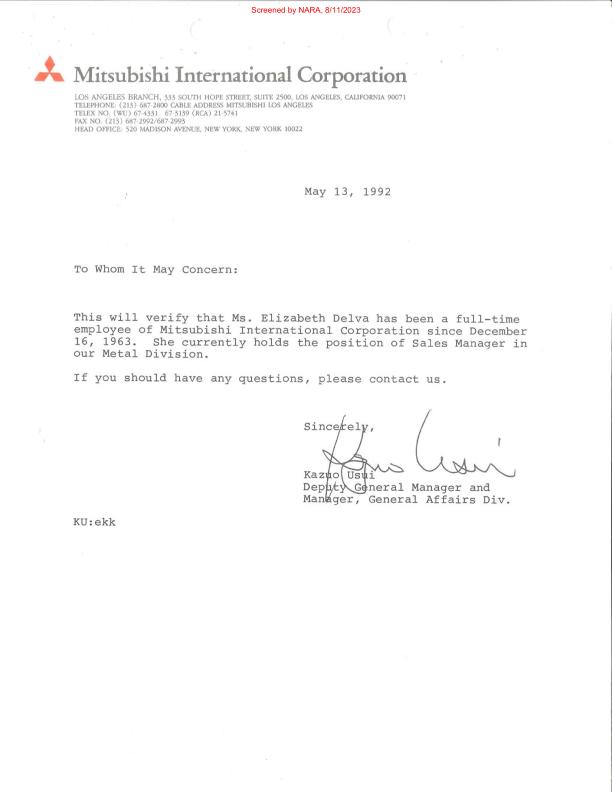 Screened by NARA, 8/11/2023
Mitsubishi International Corporation
LOS ANGELES BRANCH, 333 SOUTH HOPE STREET, SUITE 2500, LOS ANGELES, CALIFORNIA 90071
TELEPHONE: (213) 687-2800 CABLE ADDRESS MITSUBISHI LOS ANGELES
TELEX NO. (WU) 67-4331 67-3139 (RCA) 21-5741
FAX NO. (213) 687-2992/687-2993
HEAD OFFICE: 520 MADISON AVENUE, NEW YORK, NEW YORK 10022
May 13, 1992
To Whom It May Concern:
This will verify that Ms. Elizabeth Delva has been a full-time
employee of Mitsubishi International Corporation since December
16, 1963. She currently holds the position of Sales Manager in
our Metal Division.
If you should have any questions, please contact us.
Sincerely,
Kazuo Usui
Kazuo Usui
Deputy General Manager and
Manager, General Affairs Div.
KU:ekk